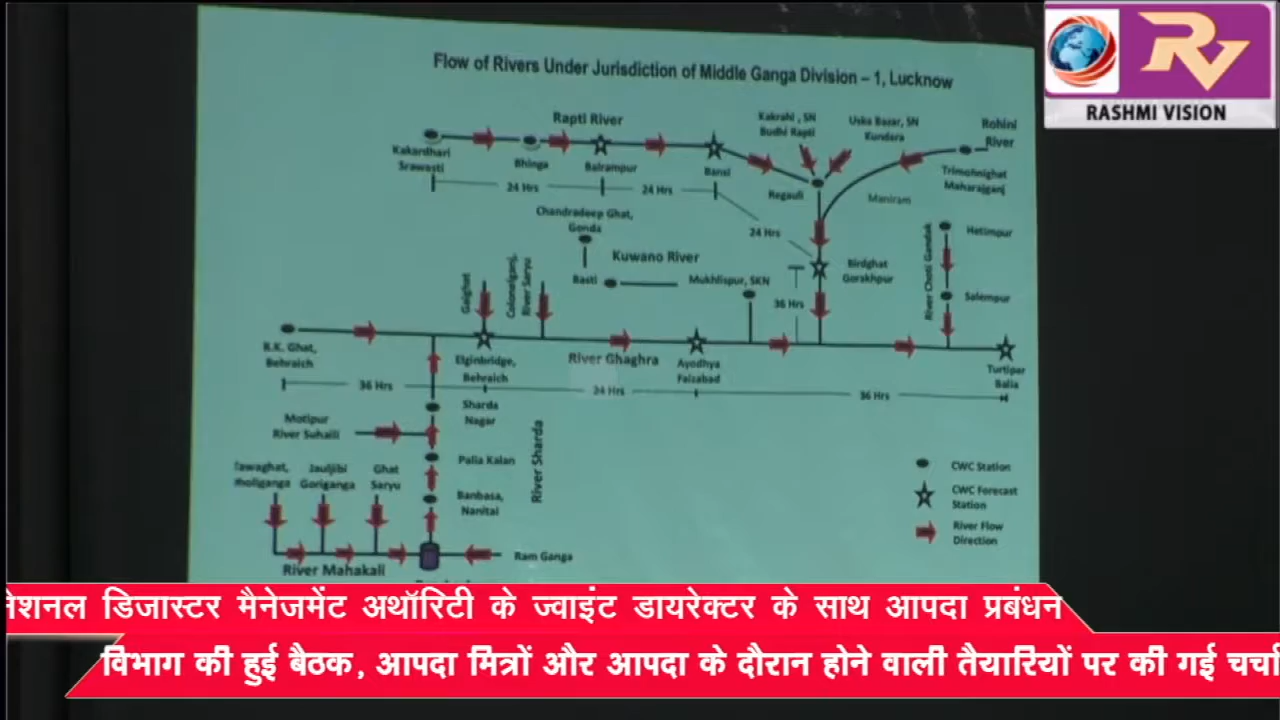 Flow of Rivers Under Jurisdiction of Middle Ganga Division – 1, Lucknow
RASHMI VISION
Rapti River
Kakrahi , SN
Budhi Rapti
Uska Bazar, SN
Kundara
Rohini
River
Kakardhari
Srawasti
Bhinga
Balrampur
Bansi
Regauli
Trimohnighat
Maharajganj
Maniram
24 Hrs
24 Hrs
24 Hrs
Chandradeep Ghat,
Gonda
Kuwano River
Basti
Mukhlispur, SKN
Birdghat
Gorakhpur
36 Hrs
River Choti Gandak
Hetimpur
Salempur
Gaighat
Colonelganj,
River Saryu
B.K. Ghat,
Behraich
Elginbridge,
Behraich
River Ghaghra
Ayodhya
Faizabad
Turtipar
Balia
36 Hrs
24 Hrs
36 Hrs
Sharda
Nagar
Motipur
River Suhaili
Palia Kalan
River Sharda
Banbasa,
Nanital
Jauljibi
Goriganga
Ghat
Saryu
Ram Ganga
River Mahakali
CWC Station
CWC Forecast
Station
River Flow
Direction
नेशनल डिजास्टर मैनेजमेंट अथॉरिटी के ज्वाइंट डायरेक्टर के साथ आपदा प्रबंधन
विभाग की हुई बैठक, आपदा मित्रों और आपदा के दौरान होने वाली तैयारियों पर की गई चर्चा